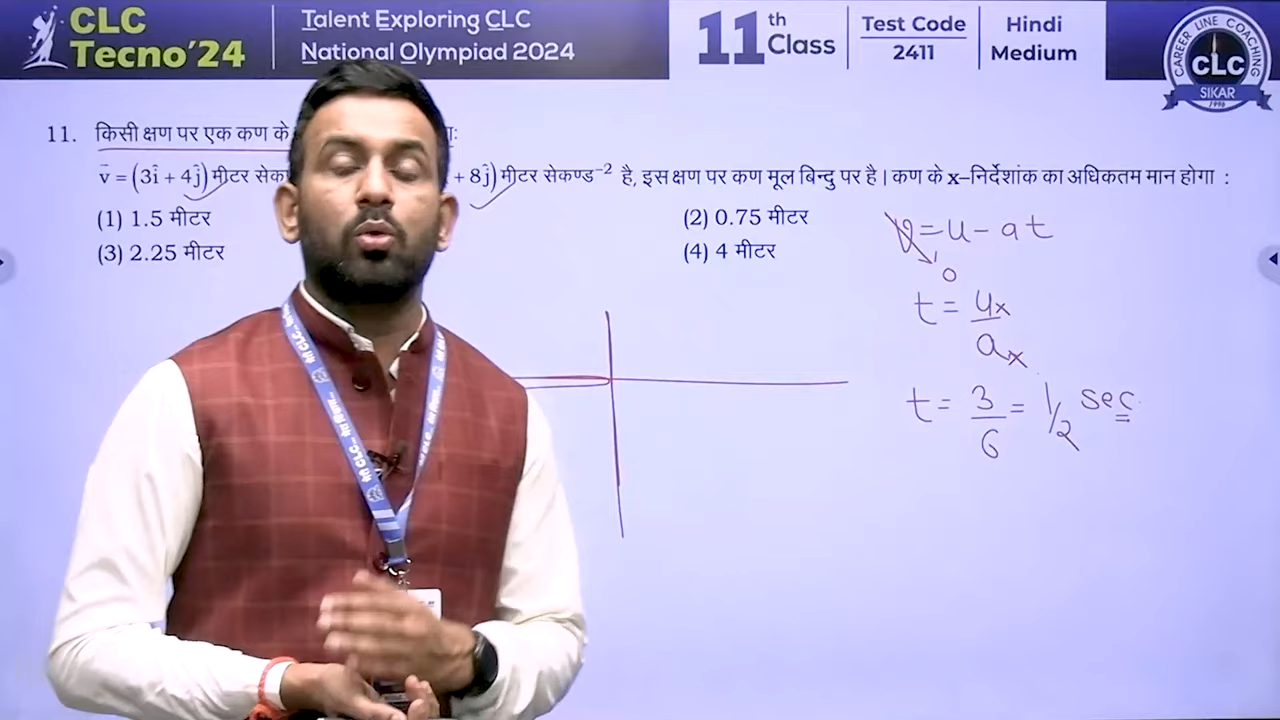 CLC
Tecno'24
Talent Exploring CLC
National Olympiad 2024
11th Class
Test Code
2411
Hindi
Medium
CAREER LINE COACHING
CLC
SIKAR
1996
11. किसी क्षण पर एक कण के
v̄ = (3î + 4ĵ) मीटर सेक + 8ĵ) मीटर सेकण्ड⁻² है, इस क्षण पर कण मूल बिन्दु पर है। कण के x–निर्देशांक का अधिकतम मान होगा :
(1) 1.5 मीटर (2) 0.75 मीटर
(3) 2.25 मीटर (4) 4 मीटर
v = u - at
0
t = ux/ax
t = 3/6 = 1/2 sec